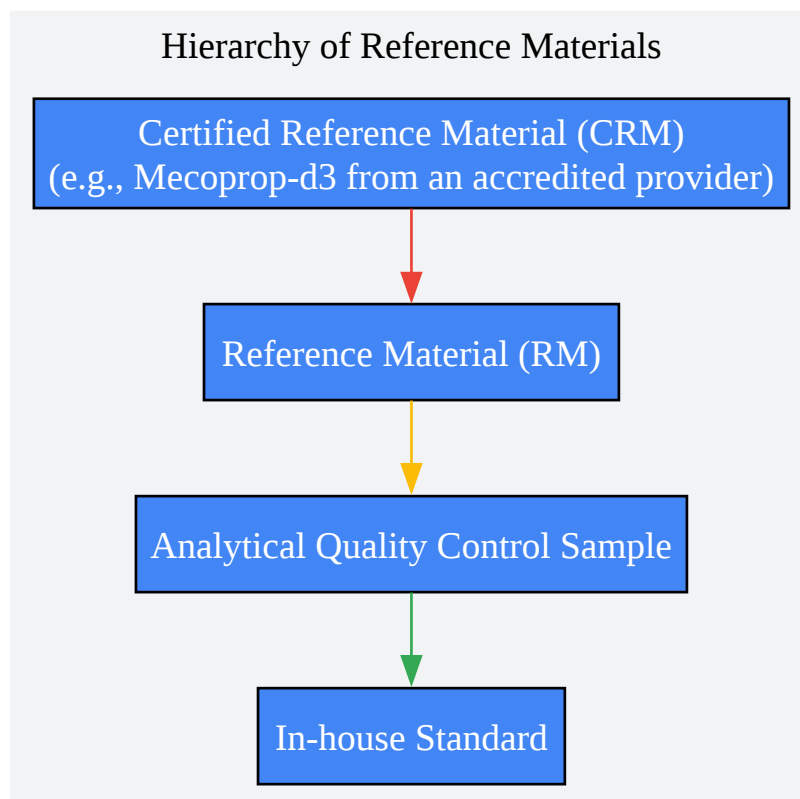 Hierarchy of Reference Materials
Certified Reference Material (CRM)
(e.g., Mecoprop-d3 from an accredited provider)
Reference Material (RM)
Analytical Quality Control Sample
In-house Standard